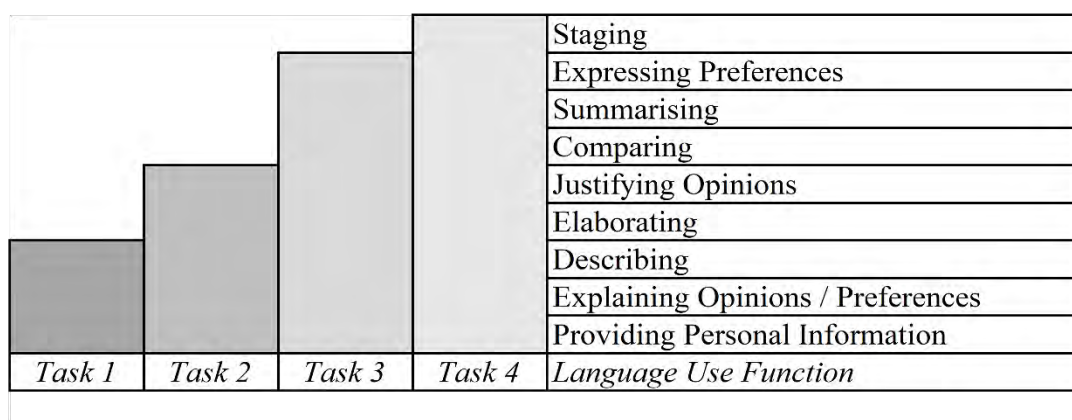 Staging
Expressing Preferences
Summarising
Comparing
Justifying Opinions
Elaborating
Describing
Explaining Opinions / Preferences
Providing Personal Information
Task 1 Task 2 Task 3 Task 4 Language Use Function